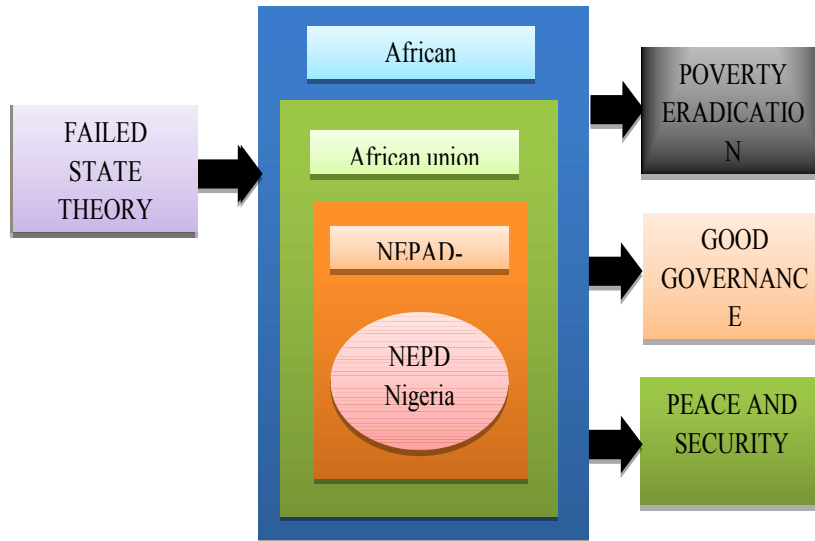 FAILED
STATE
THEORY
African
African union
NEPAD-
NEPD
Nigeria
POVERTY
ERADICATIO
N
GOOD
GOVERNANC
E
PEACE AND
SECURITY